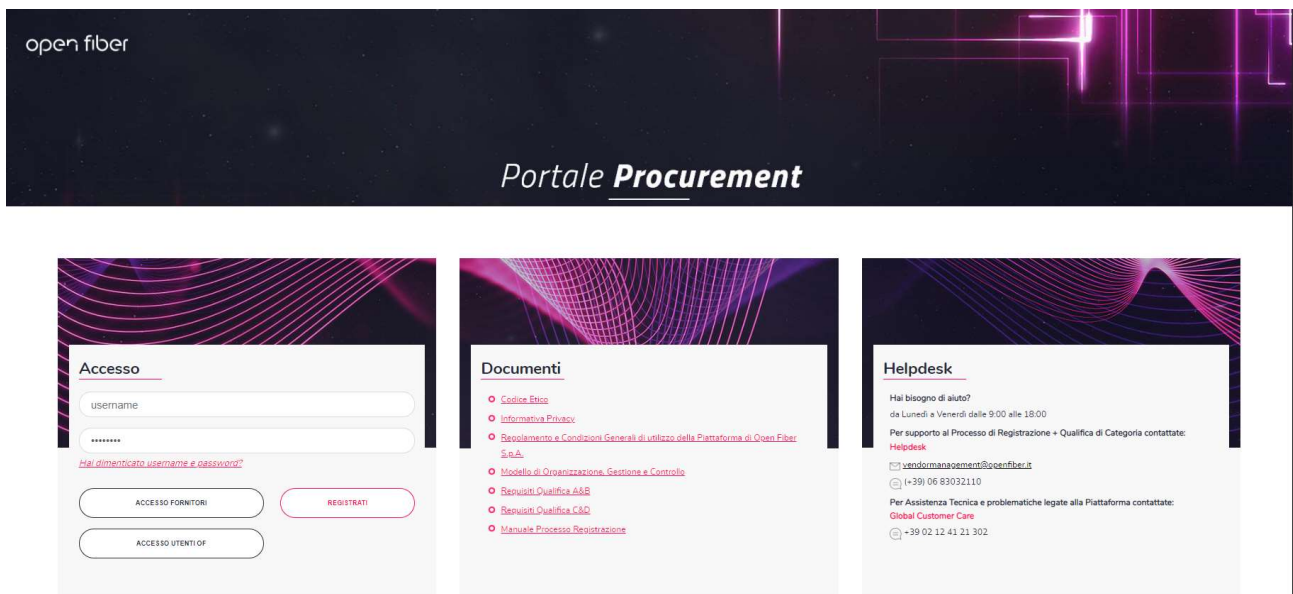 open fiber
Portale Procurement
Accesso
username
••••••••
Hai dimenticato username e password?
ACCESSO FORNITORI
REGISTRATI
ACCESSO UTENTI OF
Documenti
Codice Etico
Informativa Privacy
Regolamento e Condizioni Generali di utilizzo della Piattaforma di Open Fiber
S.p.A.
Modello di Organizzazione, Gestione e Controllo
Requisiti Qualifica A&B
Requisiti Qualifica C&D
Manuale Processo Registrazione
Helpdesk
Hai bisogno di aiuto?
da Lunedì a Venerdì dalle 9:00 alle 18:00
Per supporto al Processo di Registrazione + Qualifica di Categoria contattate:
Helpdesk
vendormanagement@openfiber.it
(+39) 06 83032110
Per Assistenza Tecnica e problematiche legate alla Piattaforma contattate:
Global Customer Care
+39 02 12 41 21 302